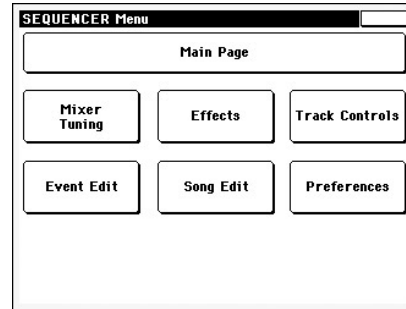 SEQUENCER Menu
Main Page
Mixer
Tuning
Effects
Track Controls
Event Edit
Song Edit
Preferences